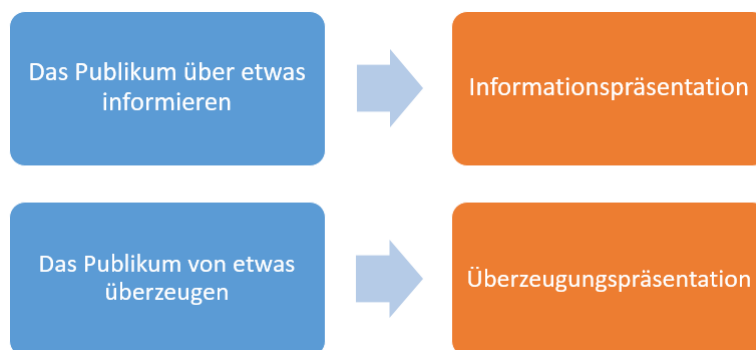 Das Publikum über etwas
informieren
Informationspräsentation
Das Publikum von etwas
überzeugen
Überzeugungspräsentation